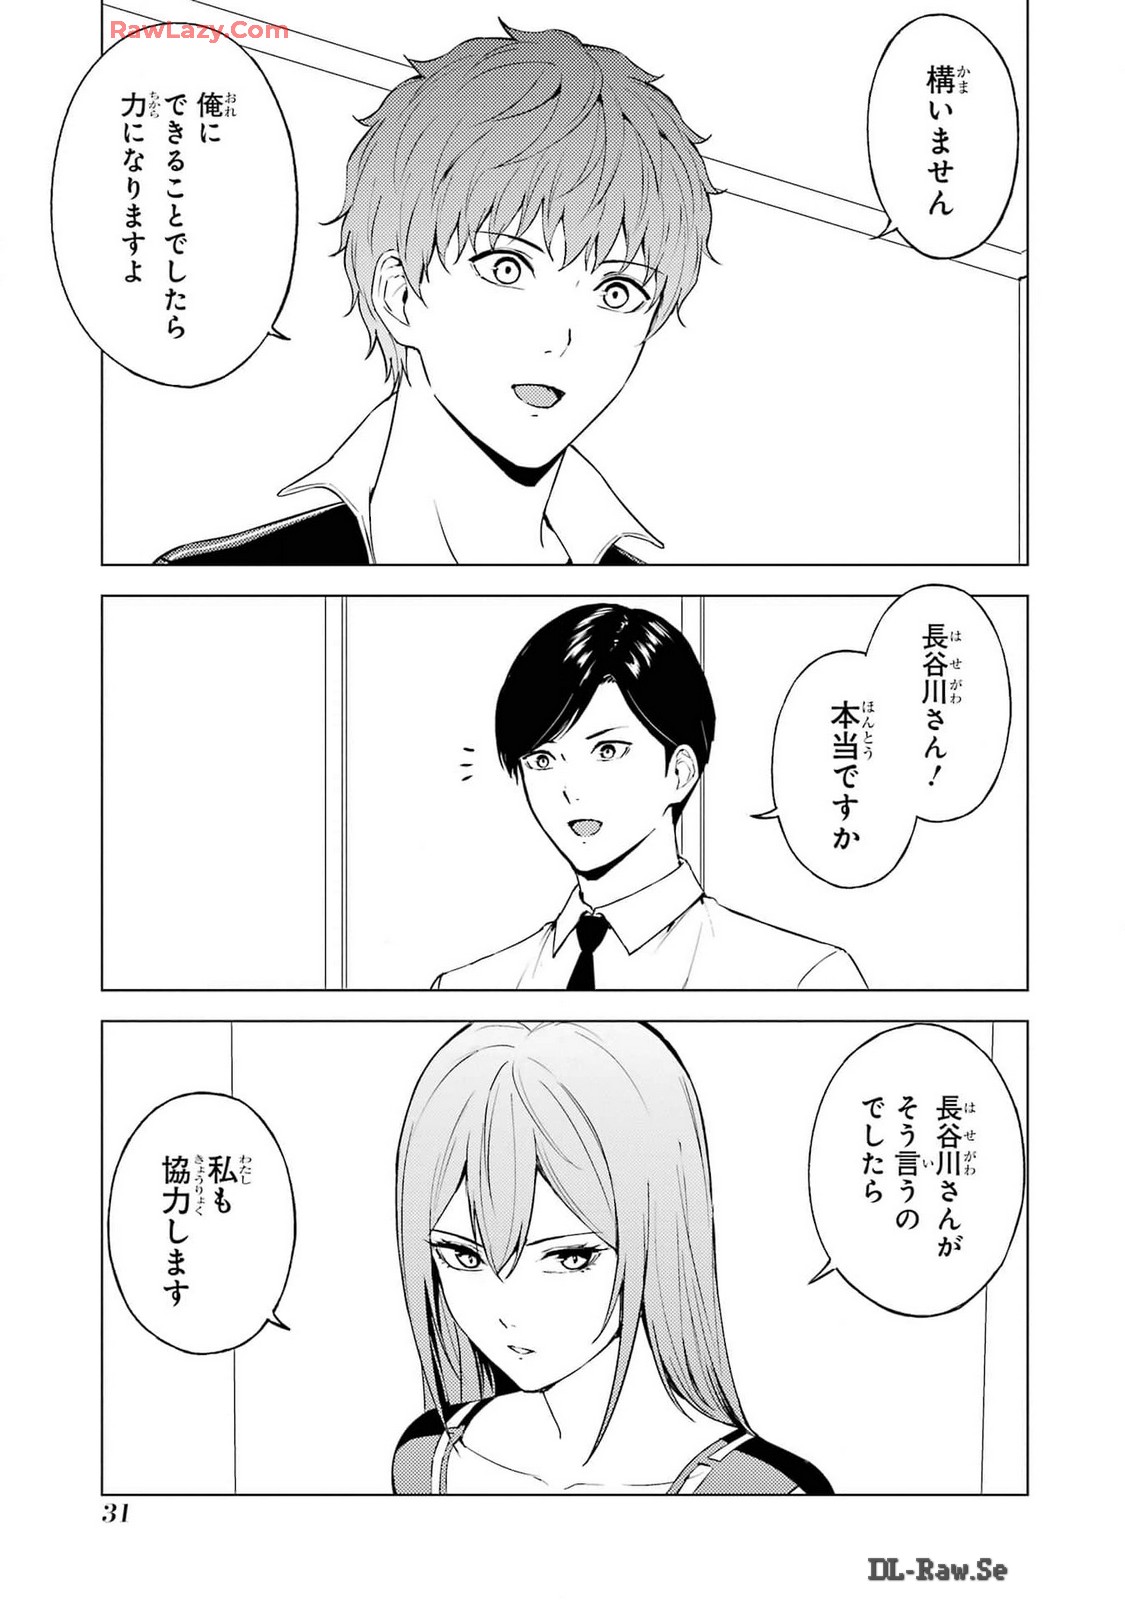 RawLazy.Com
構いません
俺に
できることでしたら
力になりますよ
長谷川さん！
本当ですか
長谷川さんが
そう言うの
でしたら
私も
協力します
31
DL-Raw.Se